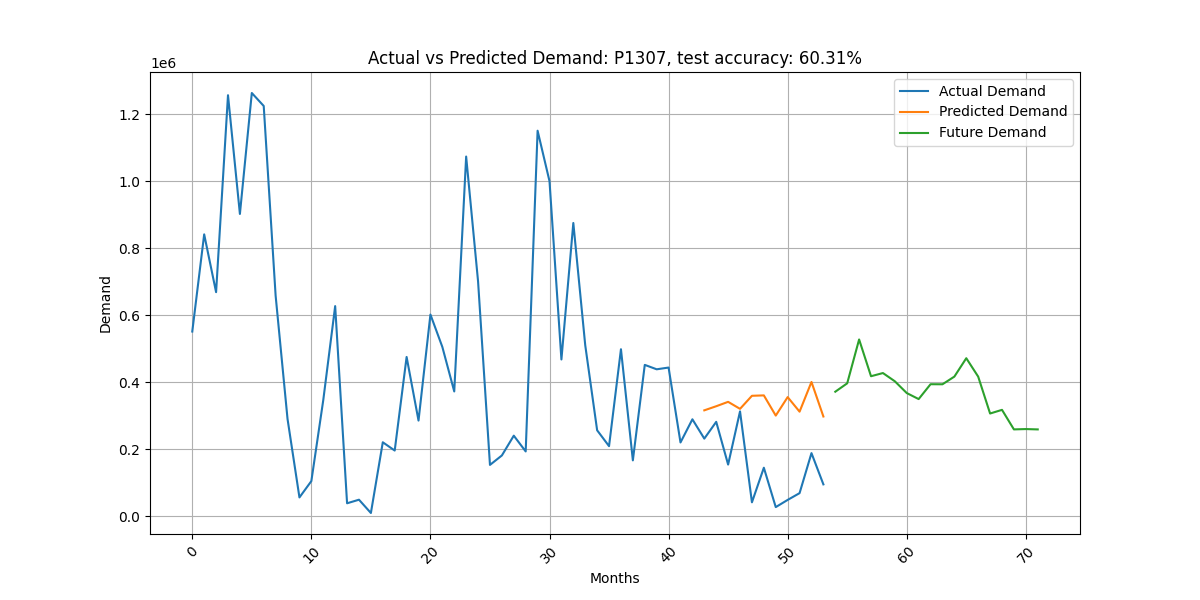 Actual vs Predicted Demand: P1307, test accuracy: 60.31%
1e6
Actual Demand
Predicted Demand
Future Demand
1.2
1.0
0.8
0.6
0.4
0.2
0.0
Demand
0 10 20 30 40 50 60 70
Months